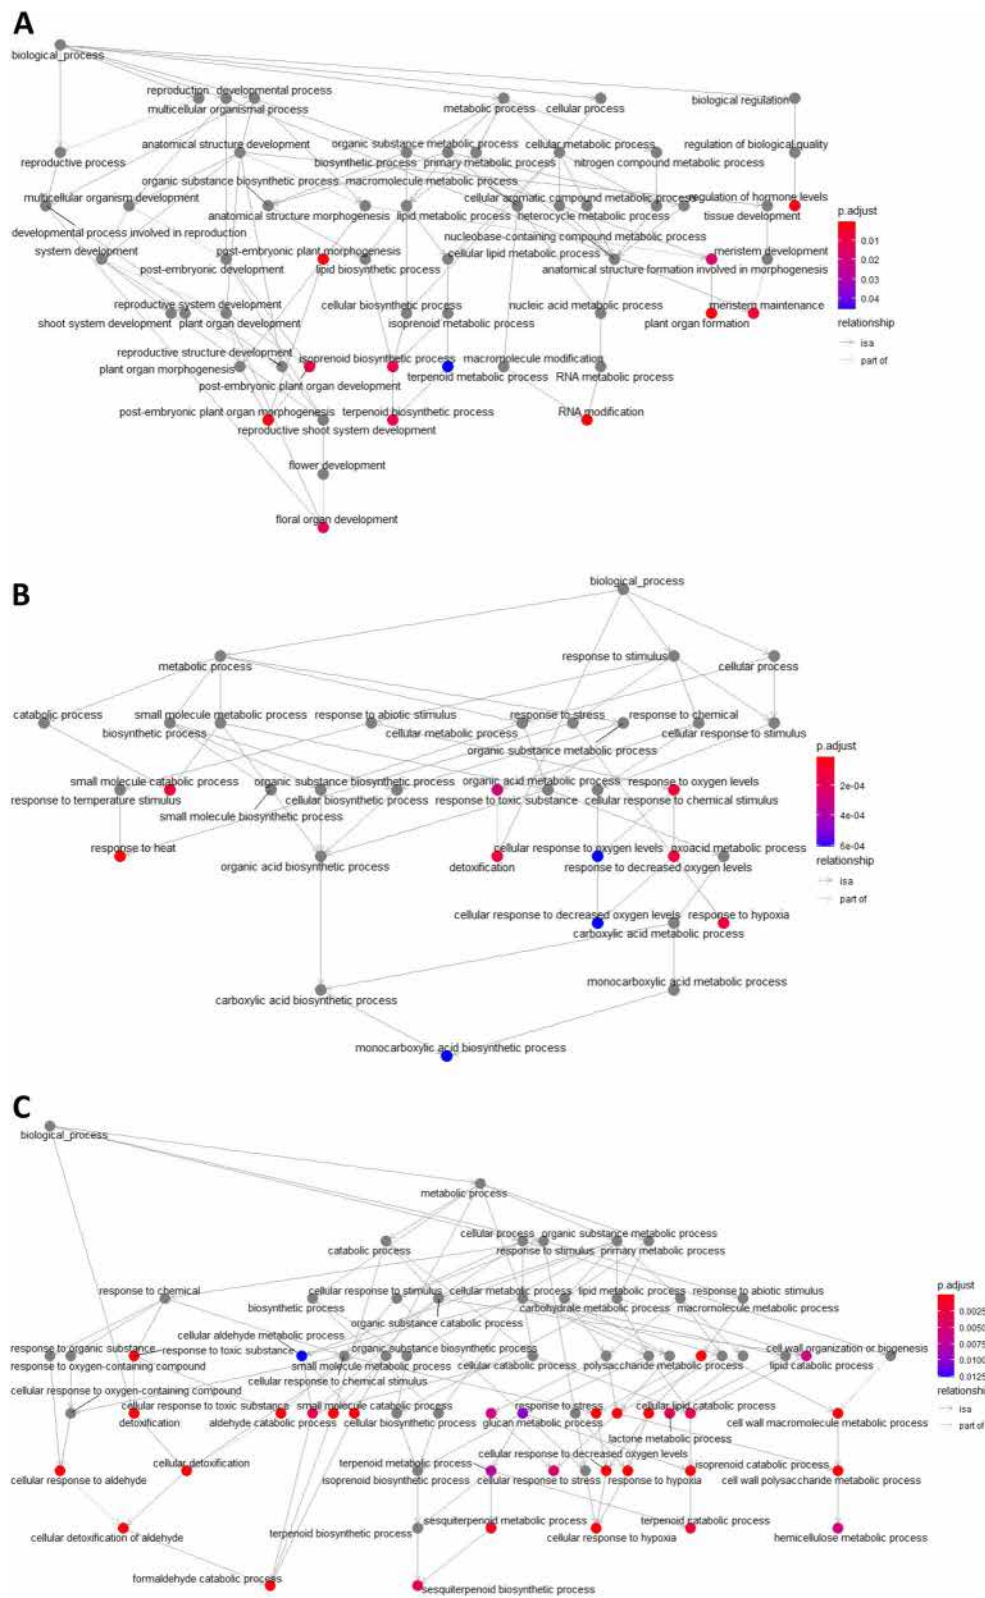 A
biological_process
reproduction developmental process
multicellular organismal process
metabolic process
cellular process
biological regulation
reproductive process
anatomical structure development
organic substance metabolic process
biosynthetic process
primary metabolic process
cellular metabolic process
nitrogen compound metabolic process
regulation of biological quality
organic substance biosynthetic process
macromolecule metabolic process
multicellular organism development
anatomical structure morphogenesis
lipid metabolic process
cellular aromatic compound metabolic process
heterocycle metabolic process
regulation of hormone levels
tissue development
developmental process involved in reproduction
nucleobase-containing compound metabolic process
system development
post-embryonic plant morphogenesis
cellular lipid metabolic process
meristem development
post-embryonic development
lipid biosynthetic process
anatomical structure formation involved in morphogenesis
reproductive system development
cellular biosynthetic process
nucleic acid metabolic process
meristem maintenance
shoot system development
plant organ development
isoprenoid metabolic process
plant organ formation
reproductive structure development
isoprenoid biosynthetic process
macromolecule modification
plant organ morphogenesis
terpenoid metabolic process
RNA metabolic process
post-embryonic plant organ development
post-embryonic plant organ morphogenesis
terpenoid biosynthetic process
RNA modification
reproductive shoot system development
flower development
floral organ development
p.adjust
0.01
0.02
0.03
0.04
relationship
isa
part of
B
biological_process
metabolic process
response to stimulus
cellular process
catabolic process
small molecule metabolic process
response to abiotic stimulus
response to stress
response to chemical
biosynthetic process
cellular metabolic process
cellular response to stimulus
organic substance metabolic process
small molecule catabolic process
organic substance biosynthetic process
organic acid metabolic process
response to oxygen levels
response to temperature stimulus
cellular biosynthetic process
response to toxic substance
cellular response to chemical stimulus
small molecule biosynthetic process
response to heat
cellular response to oxygen levels
oxoacid metabolic process
organic acid biosynthetic process
detoxification
response to decreased oxygen levels
cellular response to decreased oxygen levels
response to hypoxia
carboxylic acid metabolic process
monocarboxylic acid metabolic process
carboxylic acid biosynthetic process
monocarboxylic acid biosynthetic process
p.adjust
2e-04
4e-04
6e-04
relationship
isa
part of
C
biological_process
metabolic process
cellular process
organic substance metabolic process
catabolic process
response to stimulus
primary metabolic process
response to chemical
cellular response to stimulus
cellular metabolic process
lipid metabolic process
response to abiotic stimulus
biosynthetic process
carbohydrate metabolic process
macromolecule metabolic process
organic substance catabolic process
cellular aldehyde metabolic process
response to organic substance
response to toxic substance
organic substance biosynthetic process
cell wall organization or biogenesis
response to oxygen-containing compound
small molecule metabolic process
cellular catabolic process
polysaccharide metabolic process
lipid catabolic process
cellular response to chemical stimulus
cellular response to oxygen-containing compound
cellular response to toxic substance
small molecule catabolic process
response to stress
cellular lipid catabolic process
detoxification
aldehyde catabolic process
cellular biosynthetic process
glucan metabolic process
cell wall macromolecule metabolic process
lactone metabolic process
cellular detoxification
terpenoid metabolic process
cellular response to decreased oxygen levels
isoprenoid catabolic process
cellular response to aldehyde
isoprenoid biosynthetic process
cellular response to stress
response to hypoxia
cell wall polysaccharide metabolic process
sesquiterpenoid metabolic process
terpenoid catabolic process
cellular detoxification of aldehyde
terpenoid biosynthetic process
cellular response to hypoxia
hemicellulose metabolic process
formaldehyde catabolic process
sesquiterpenoid biosynthetic process
p.adjust
0.0025
0.0050
0.0075
0.0100
0.0125
relationship
isa
part of